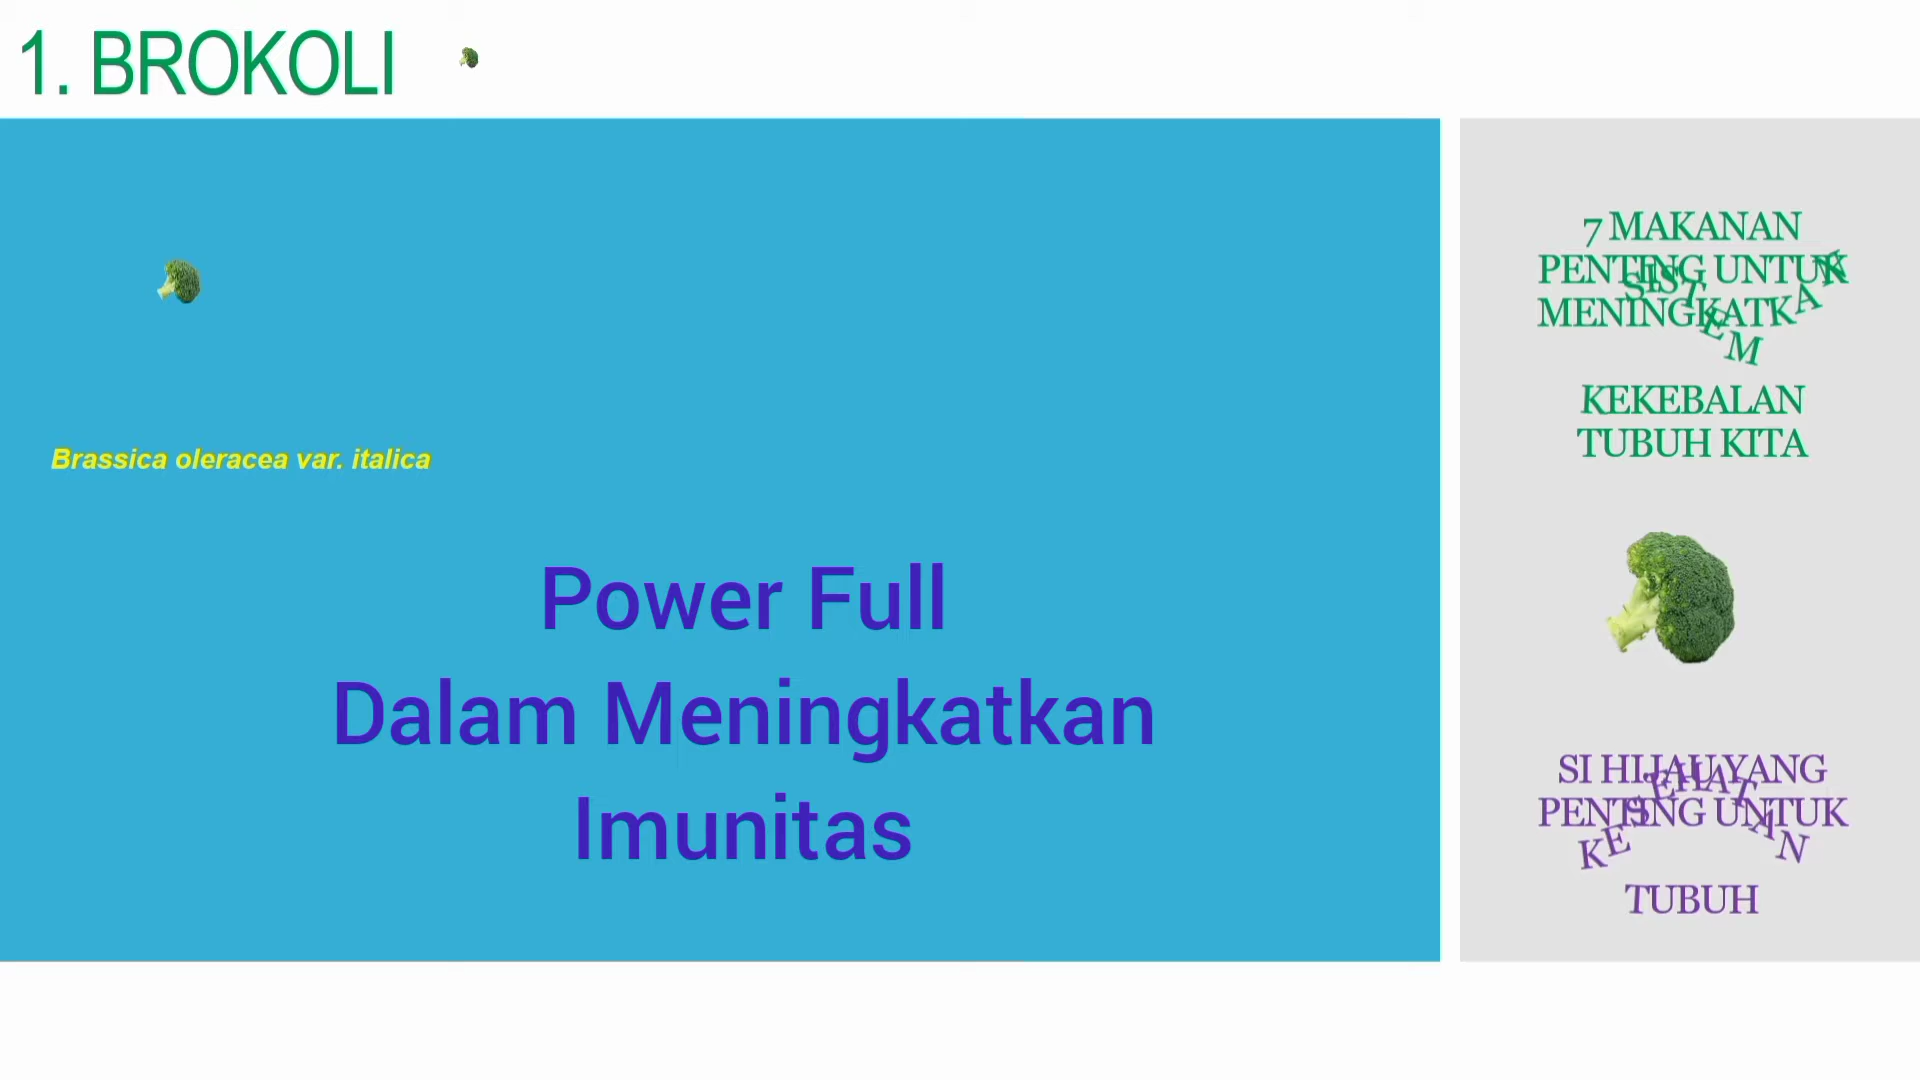 1. BROKOLI
Brassica oleracea var. italica
Power Full
Dalam Meningkatkan
Imunitas
7 MAKANAN
PENTING UNTUK
MENINGKATKAN
SISTEM
KEKEBALAN
TUBUH KITA
SI HIJAU YANG
PENTING UNTUK
KESEHATAN
TUBUH